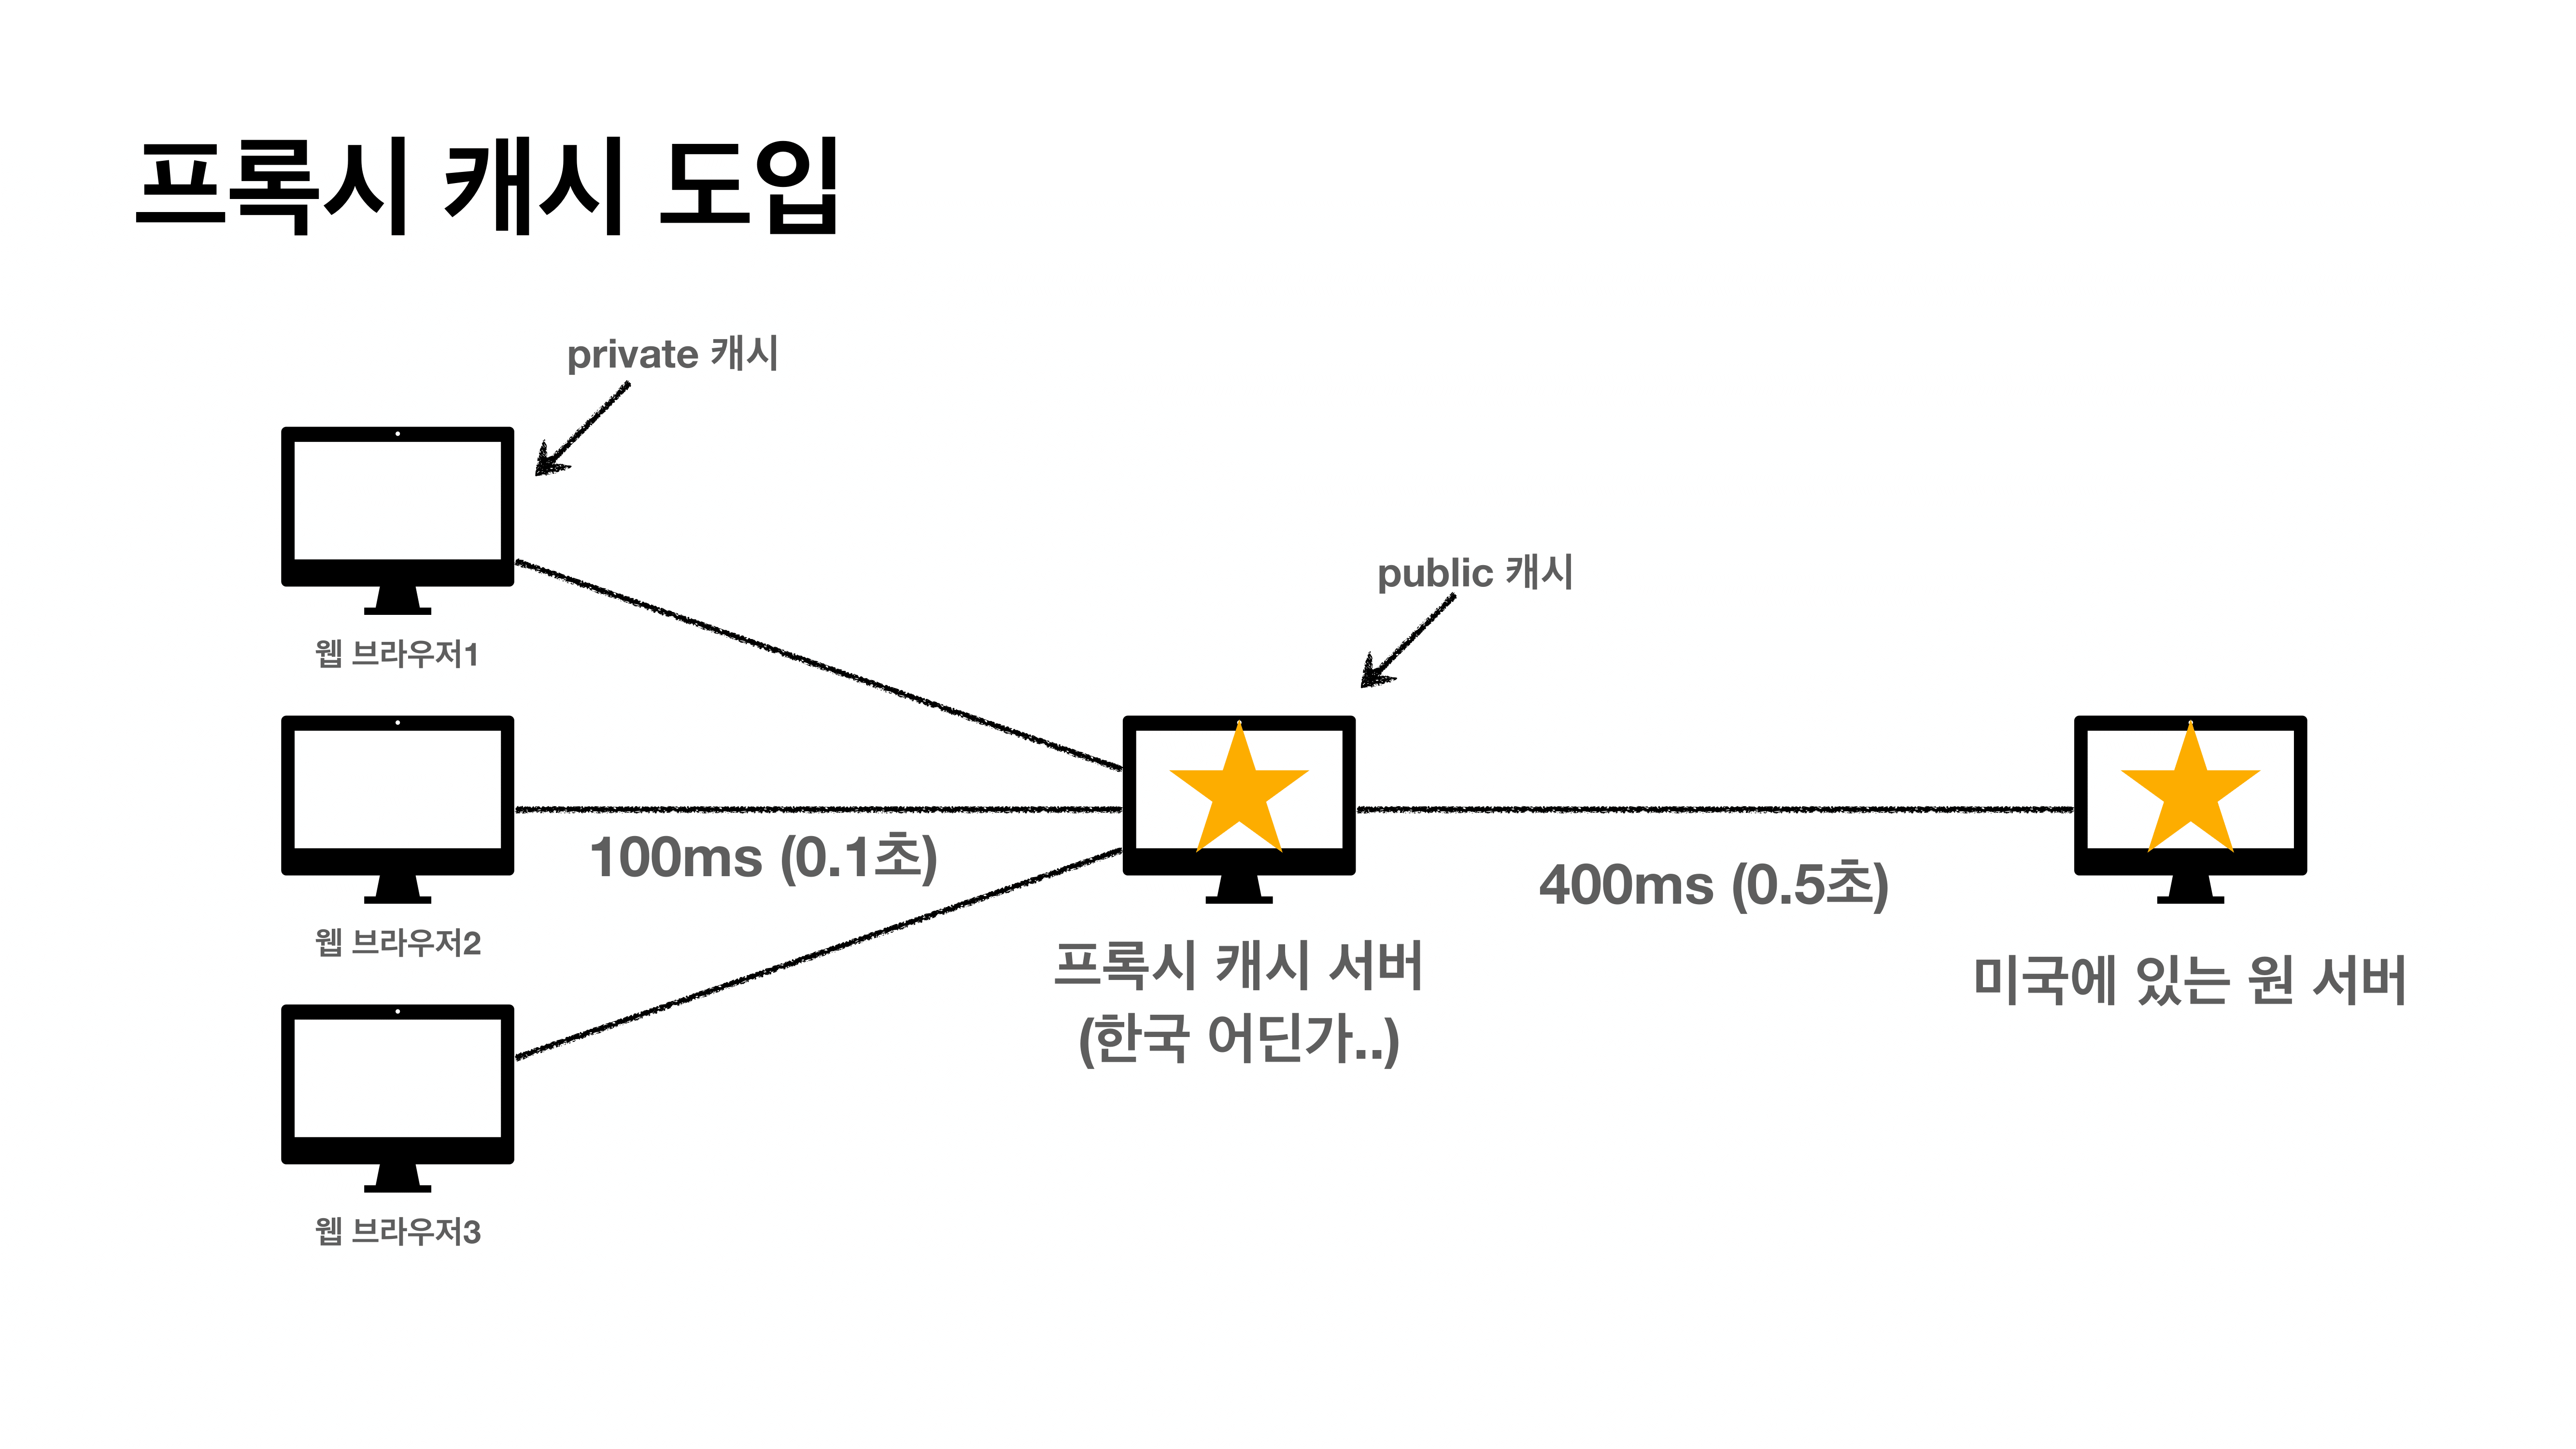 프록시 캐시 도입
private 캐시
public 캐시
웹 브라우저1
100ms (0.1초)
400ms (0.5초)
웹 브라우저2
프록시 캐시 서버
(한국 어딘가..)
미국에 있는 원 서버
웹 브라우저3